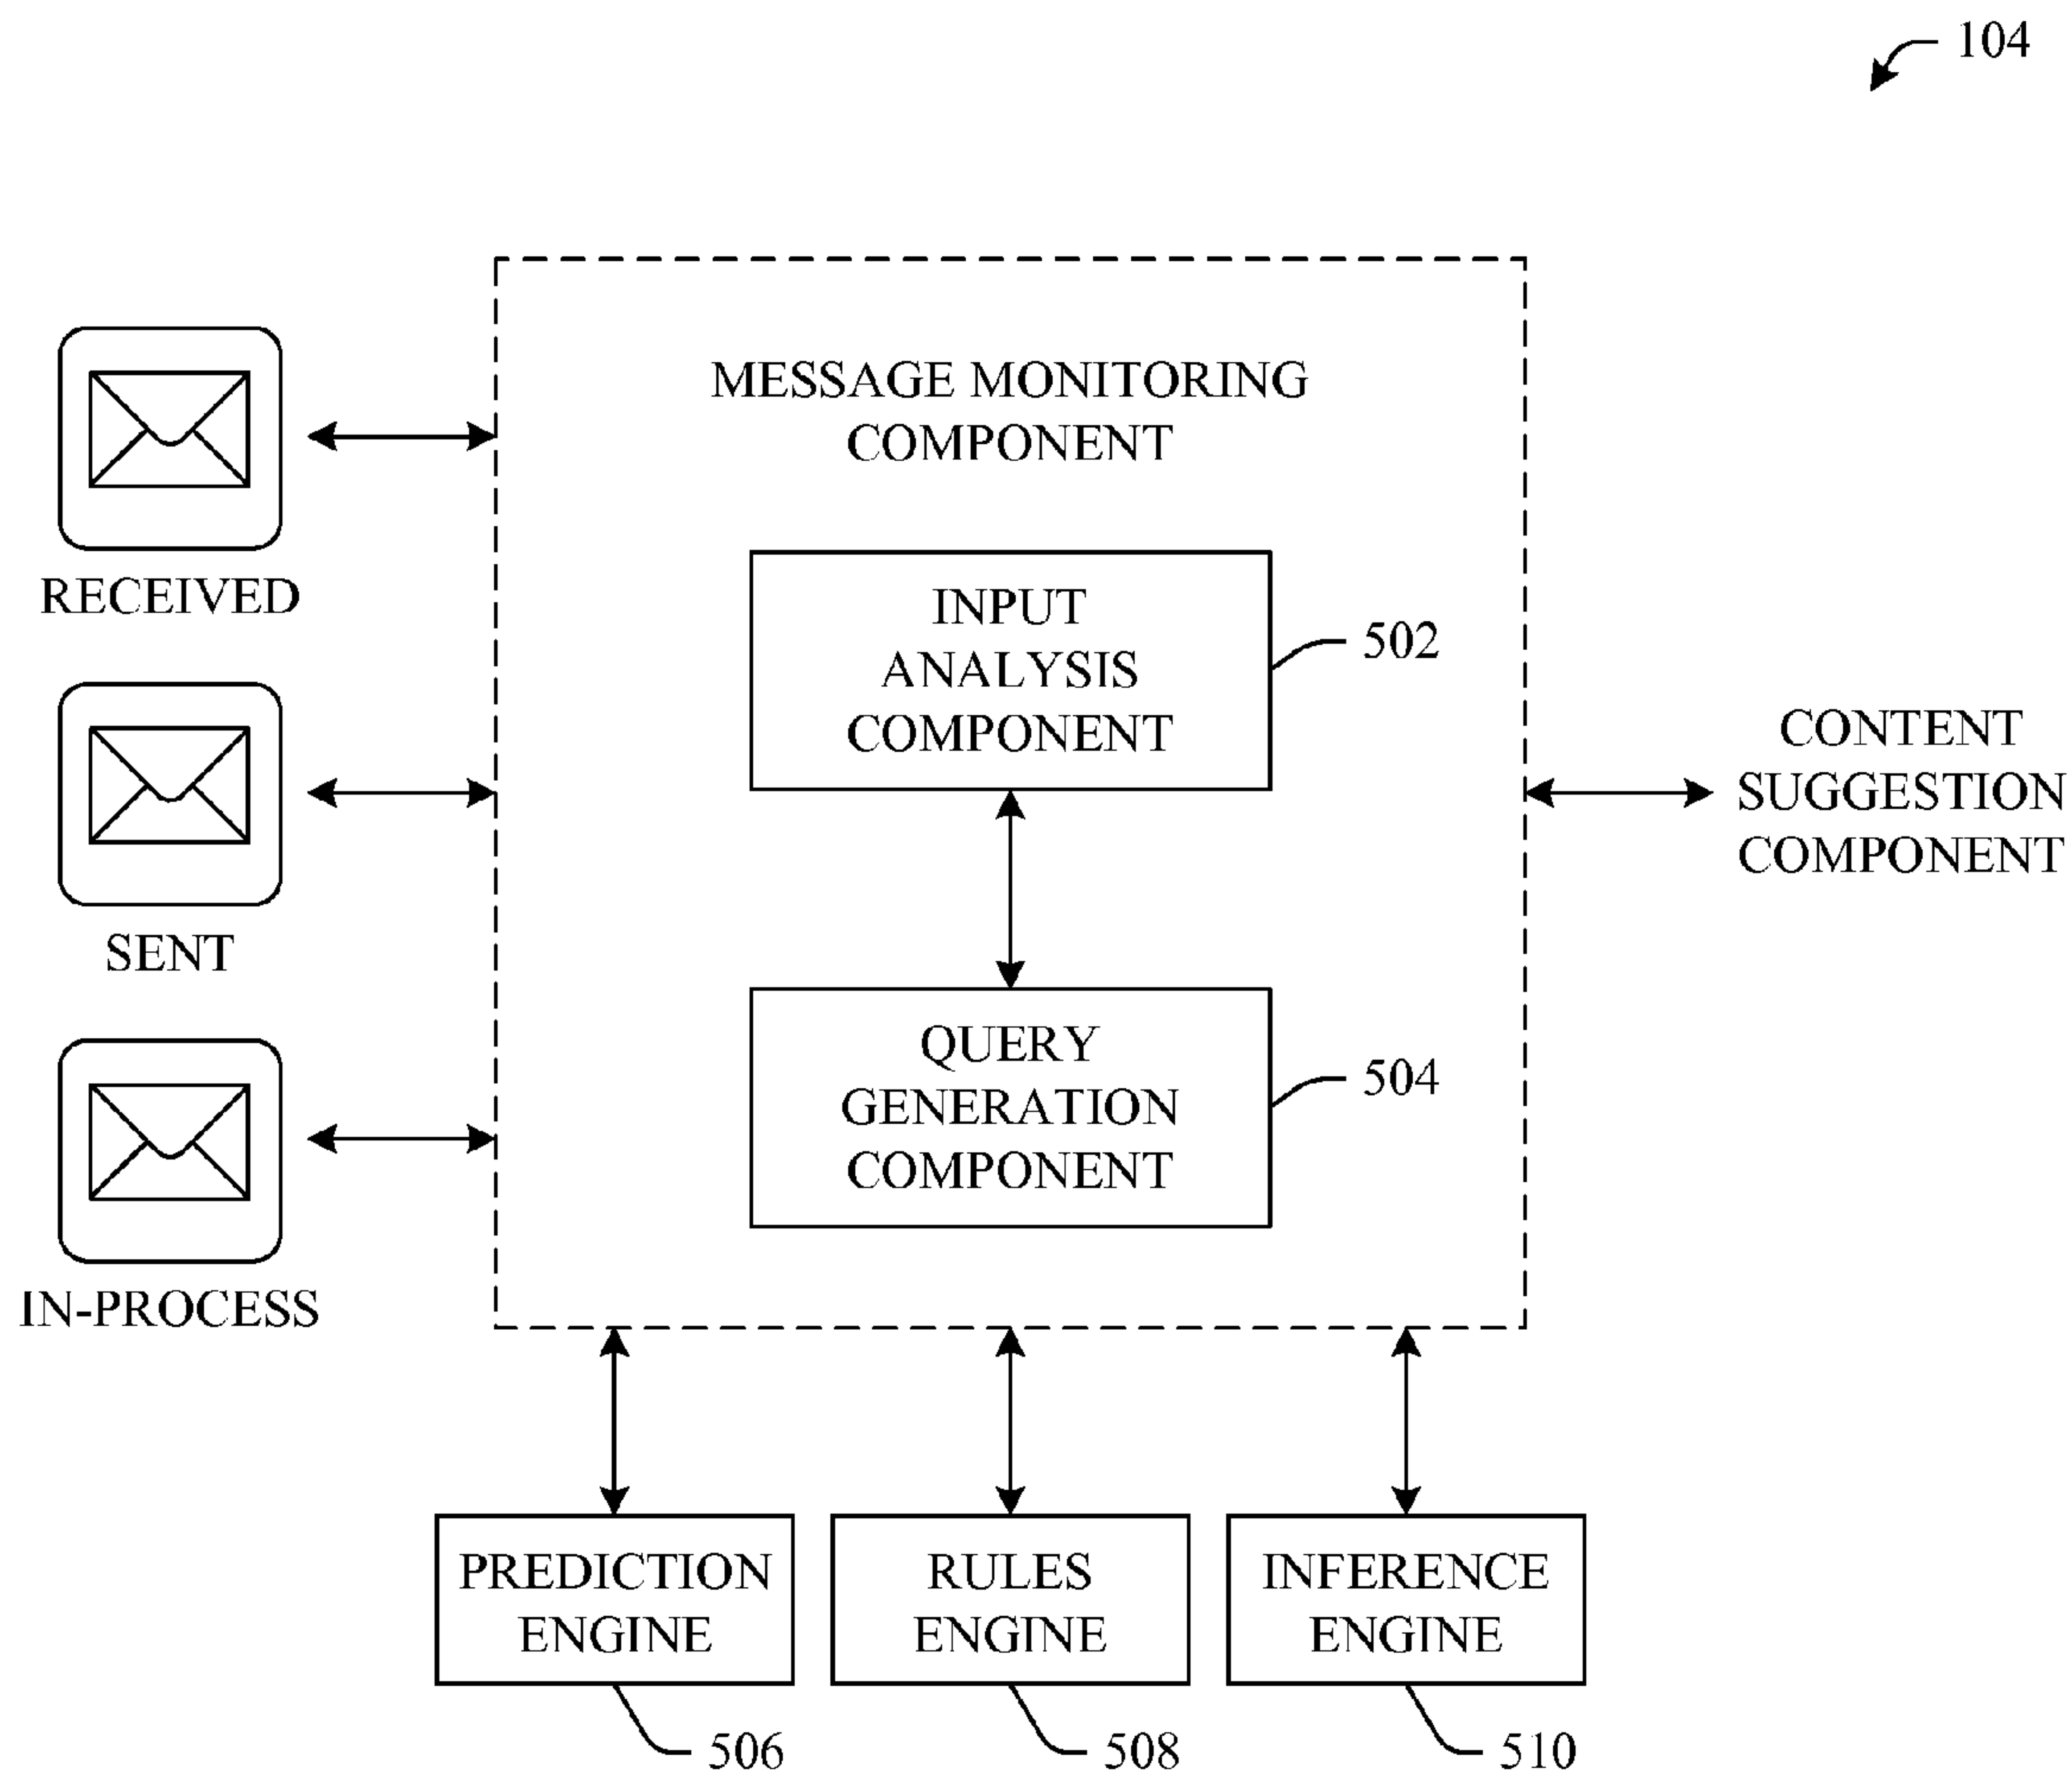 104
MESSAGE MONITORING
COMPONENT
RECEIVED
INPUT
ANALYSIS
COMPONENT
502
SENT
CONTENT
SUGGESTION
COMPONENT
QUERY
GENERATION
COMPONENT
504
IN-PROCESS
PREDICTION
ENGINE
506
RULES
ENGINE
508
INFERENCE
ENGINE
510